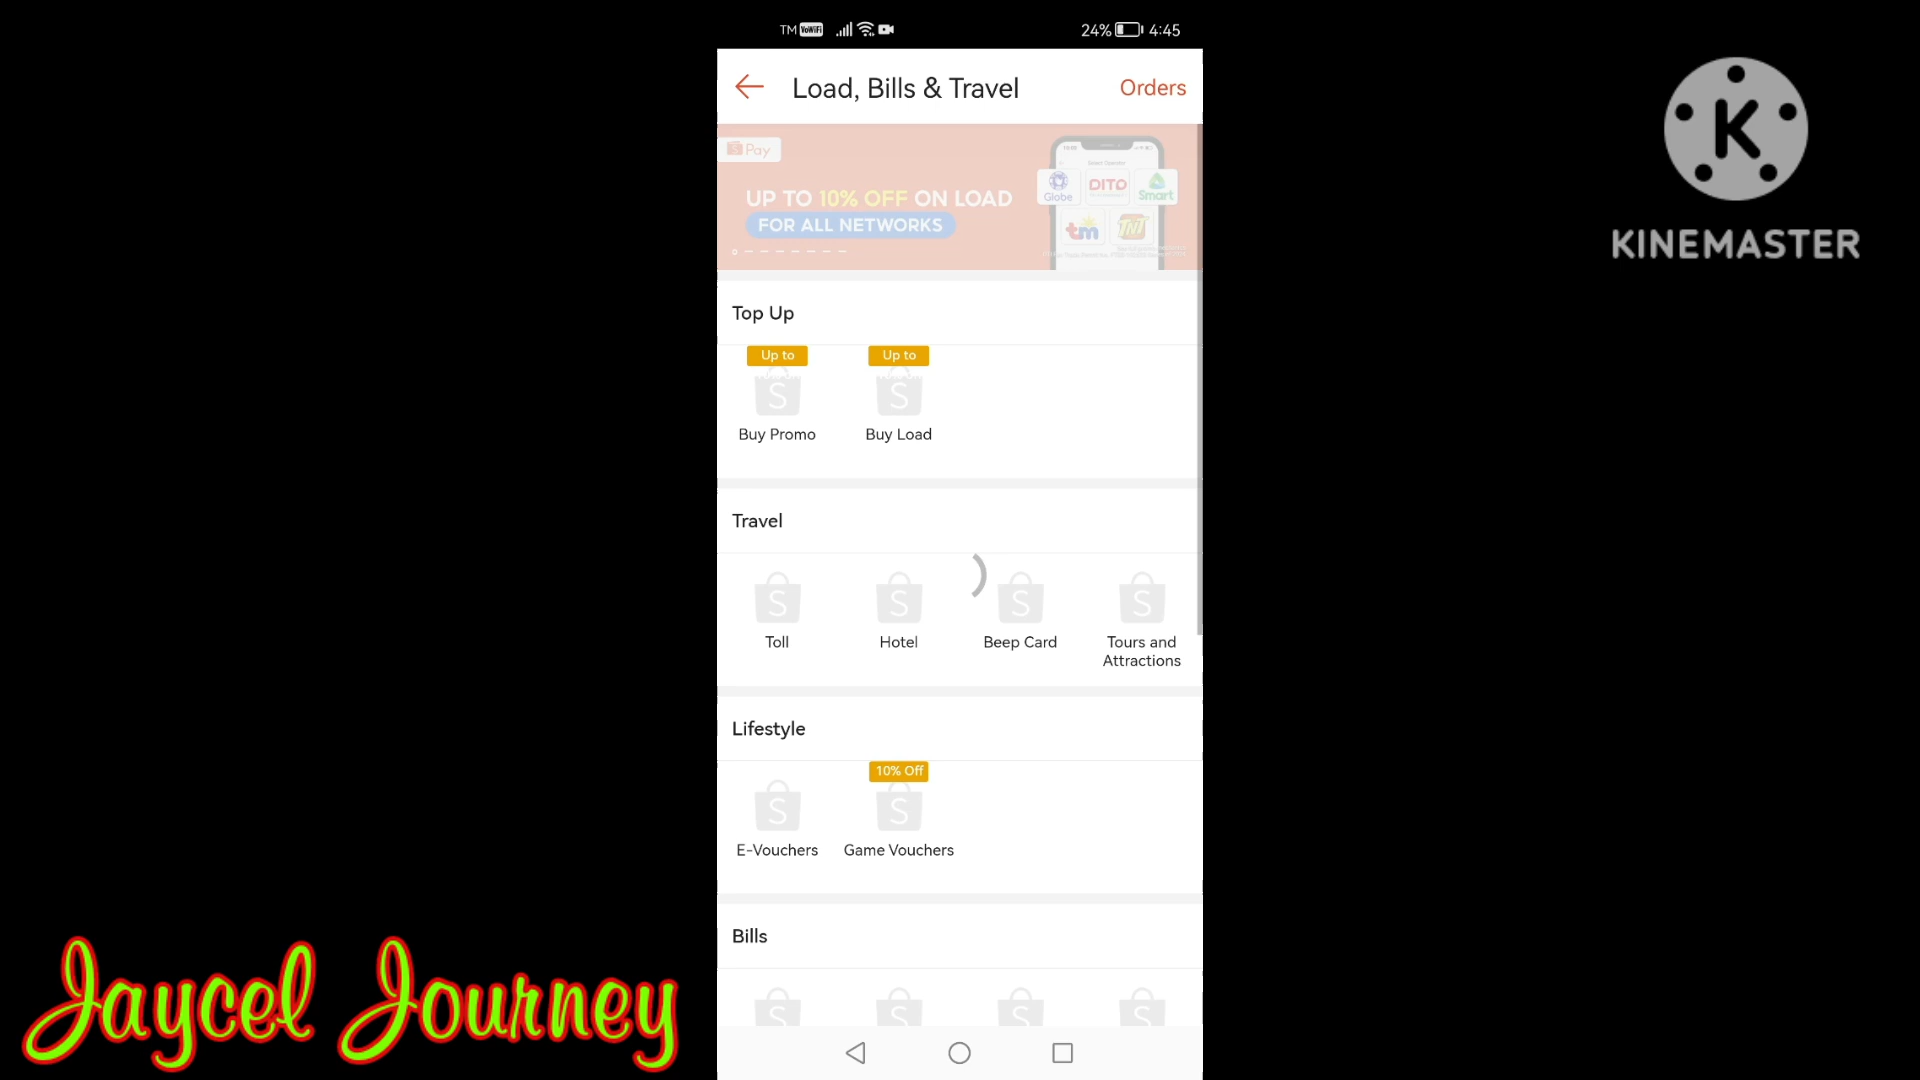 TM VoWiFi 24% 4:45
Load, Bills & Travel Orders
Pay
UP TO 10% OFF ON LOAD
FOR ALL NETWORKS
Globe DITO Smart
tm TNT
Top Up
Up to Up to
Buy Promo Buy Load
Travel
Toll Hotel Beep Card Tours and
Attractions
Lifestyle
10% Off
E-Vouchers Game Vouchers
Bills
K
KINEMASTER
Jaycel Journey